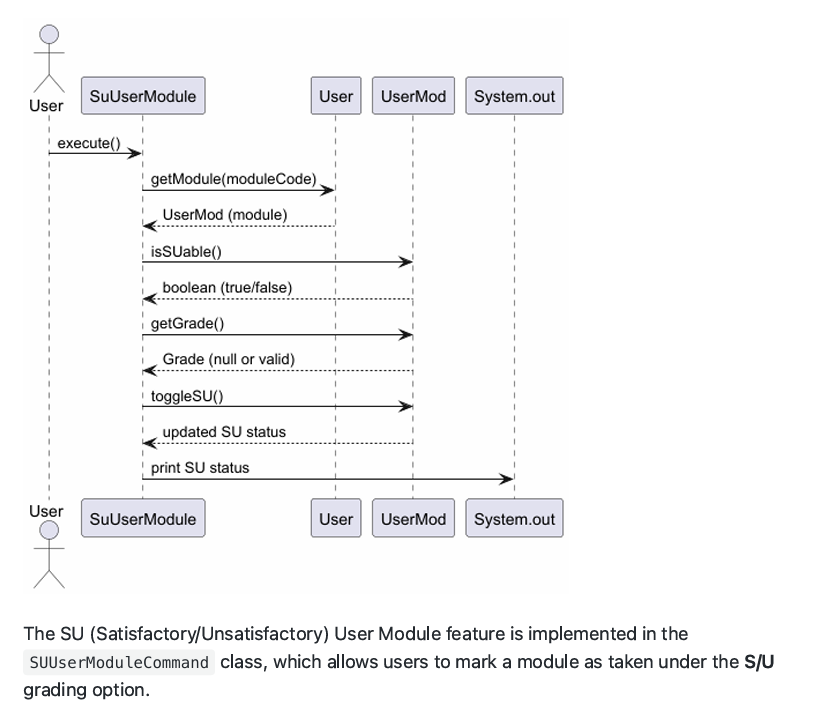 User
SuUserModule
User
UserMod
System.out
execute()
getModule(moduleCode)
UserMod (module)
isSUable()
boolean (true/false)
getGrade()
Grade (null or valid)
toggleSU()
updated SU status
print SU status
User
SuUserModule
User
UserMod
System.out
The SU (Satisfactory/Unsatisfactory) User Module feature is implemented in the
SUUserModuleCommand class, which allows users to mark a module as taken under the S/U
grading option.